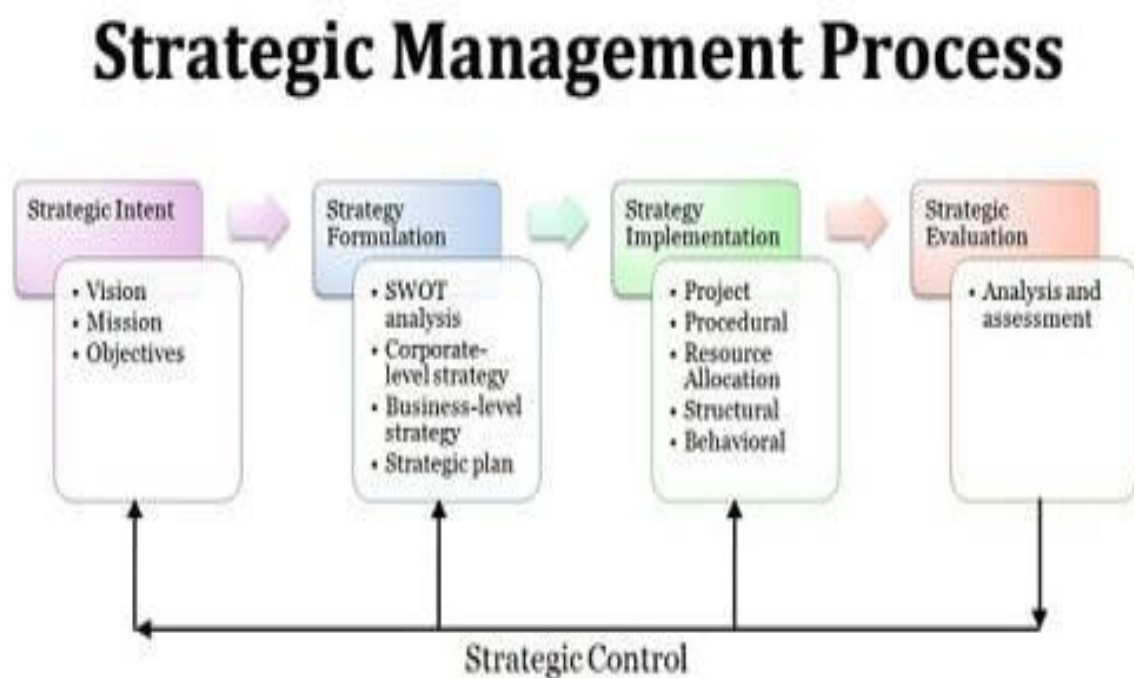 Strategic Management Process
Strategic Intent
• Vision
• Mission
• Objectives
Strategy
Formulation
• SWOT
analysis
• Corporate-
level strategy
• Business-level
strategy
• Strategic plan
Strategy
Implementation
• Project
• Procedural
• Resource
Allocation
• Structural
• Behavioral
Strategic
Evaluation
• Analysis and
assessment
Strategic Control